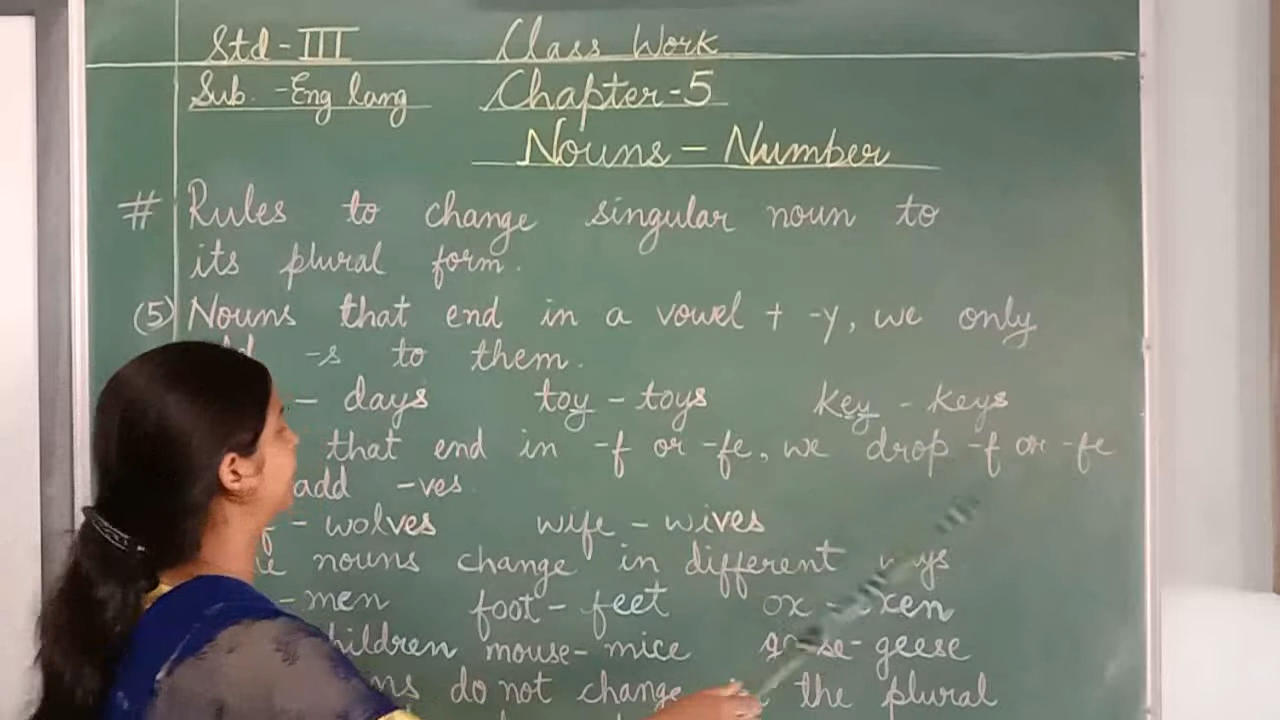 Std - III Class Work
Sub. - Eng lang Chapter - 5
Nouns - Number
# Rules to change singular noun to
its plural form.
(5) Nouns that end in a vowel + -y, we only
-s to them.
- days toy - toys key - keys
that end in -f or -fe, we drop -f or -fe
add -ves
- wolves wife - wives
nouns change in different ways
- men foot - feet ox - oxen
mouse - mice goose - geese
do not change the plural